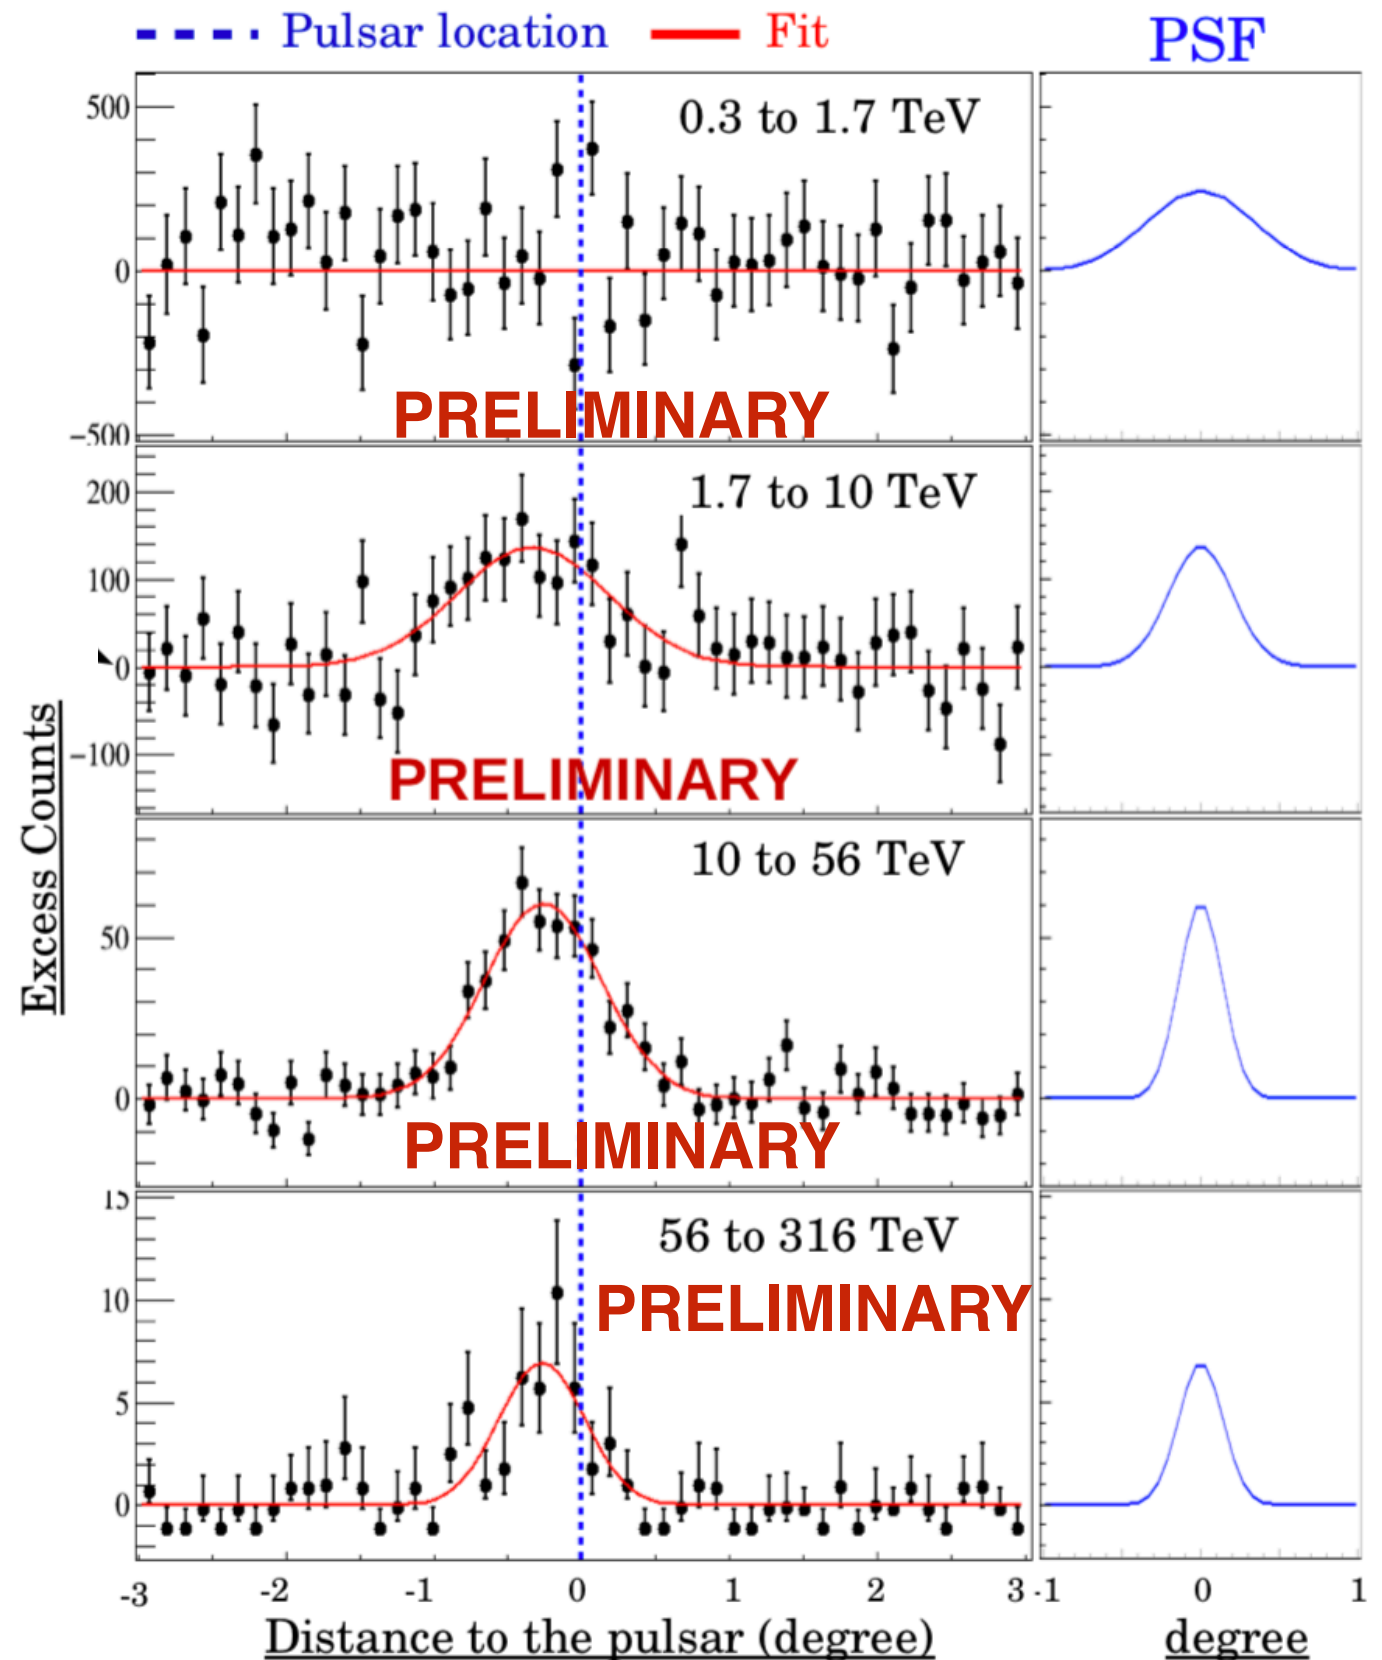 Pulsar location Fit PSF
500
0.3 to 1.7 TeV
0
PRELIMINARY
−500
200
1.7 to 10 TeV
100
0
−100
PRELIMINARY
10 to 56 TeV
50
0
PRELIMINARY
15
56 to 316 TeV
10
PRELIMINARY
5
0
Excess Counts
-3 -2 -1 0 1 2 3 -1 0 1
Distance to the pulsar (degree) degree